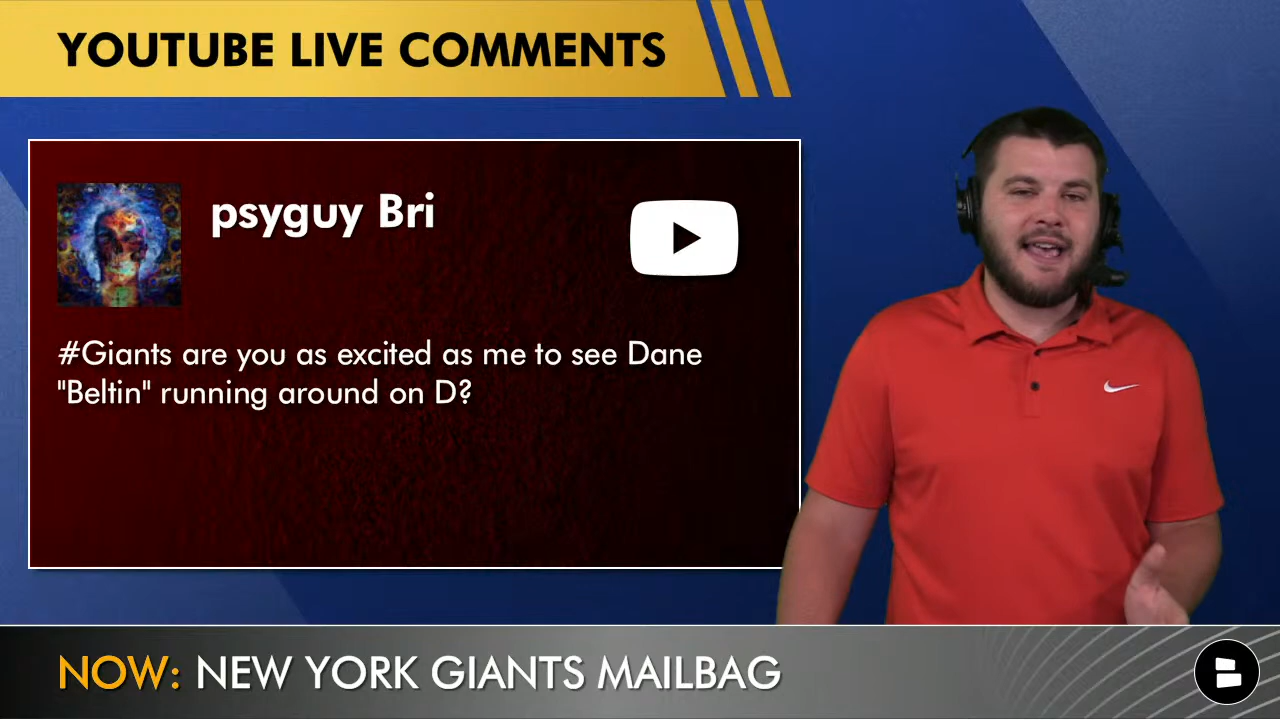 YOUTUBE LIVE COMMENTS
psyguy Bri
#Giants are you as excited as me to see Dane
"Beltin" running around on D?
NOW: NEW YORK GIANTS MAILBAG